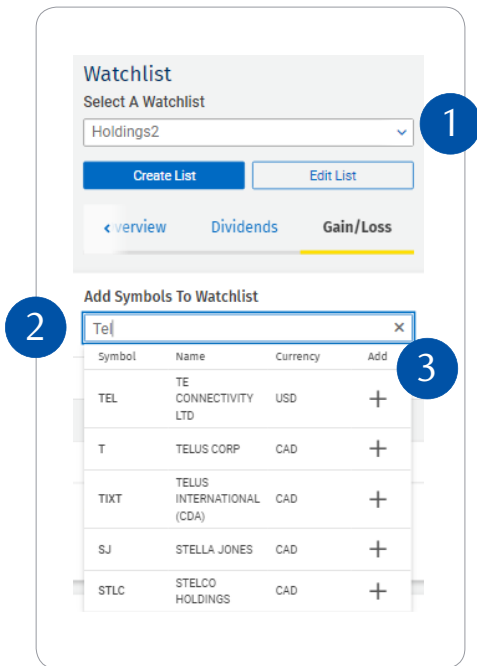 Watchlist
Select A Watchlist
Holdings2
1
Create List
Edit List
verview
Dividends
Gain/Loss
Add Symbols To Watchlist
2
Tel
Symbol Name Currency Add
3
TEL TE CONNECTIVITY LTD USD
T TELUS CORP CAD
TIXT TELUS INTERNATIONAL (CDA) CAD
SJ STELLA JONES CAD
STLC STELCO HOLDINGS CAD